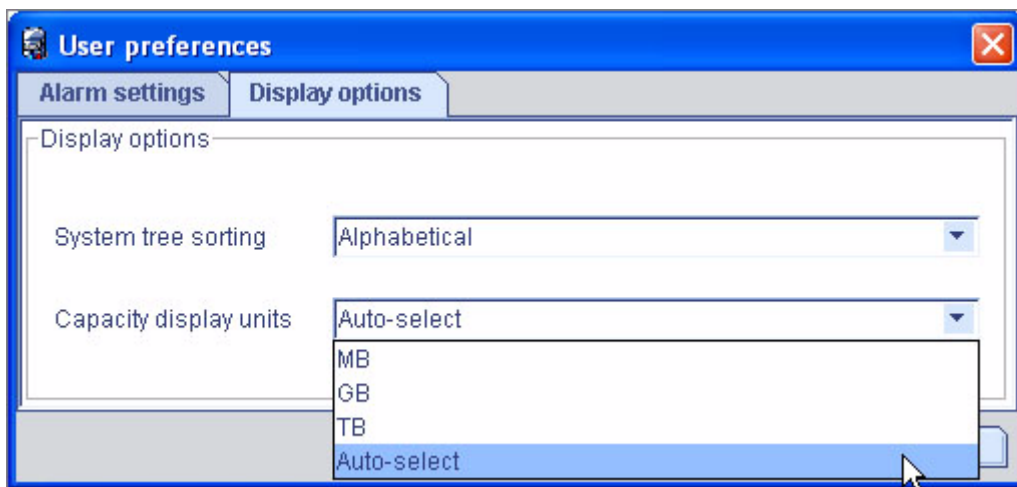 User preferences
Alarm settings Display options
Display options
System tree sorting Alphabetical
Capacity display units Auto-select
MB
GB
TB
Auto-select